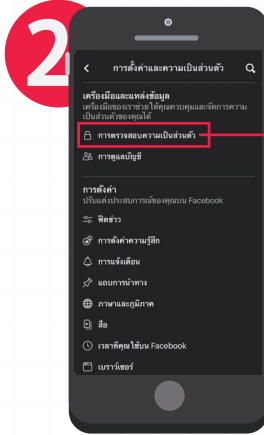 2
การตั้งค่าและความเป็นส่วนตัว
เครื่องมือและแหล่งข้อมูล
เครื่องมือของเราช่วยให้คุณควบคุมและจัดการความ
เป็นส่วนตัวของคุณได้
การตรวจสอบความเป็นส่วนตัว
การดูแลบัญชี
การตั้งค่า
ปรับแต่งประสบการณ์ของคุณบน Facebook
ฟีดข่าว
การตั้งค่าความรู้สึก
การแจ้งเตือน
แถบการนำทาง
ภาษาและภูมิภาค
สื่อ
เวลาที่คุณใช้บน Facebook
เบราว์เซอร์